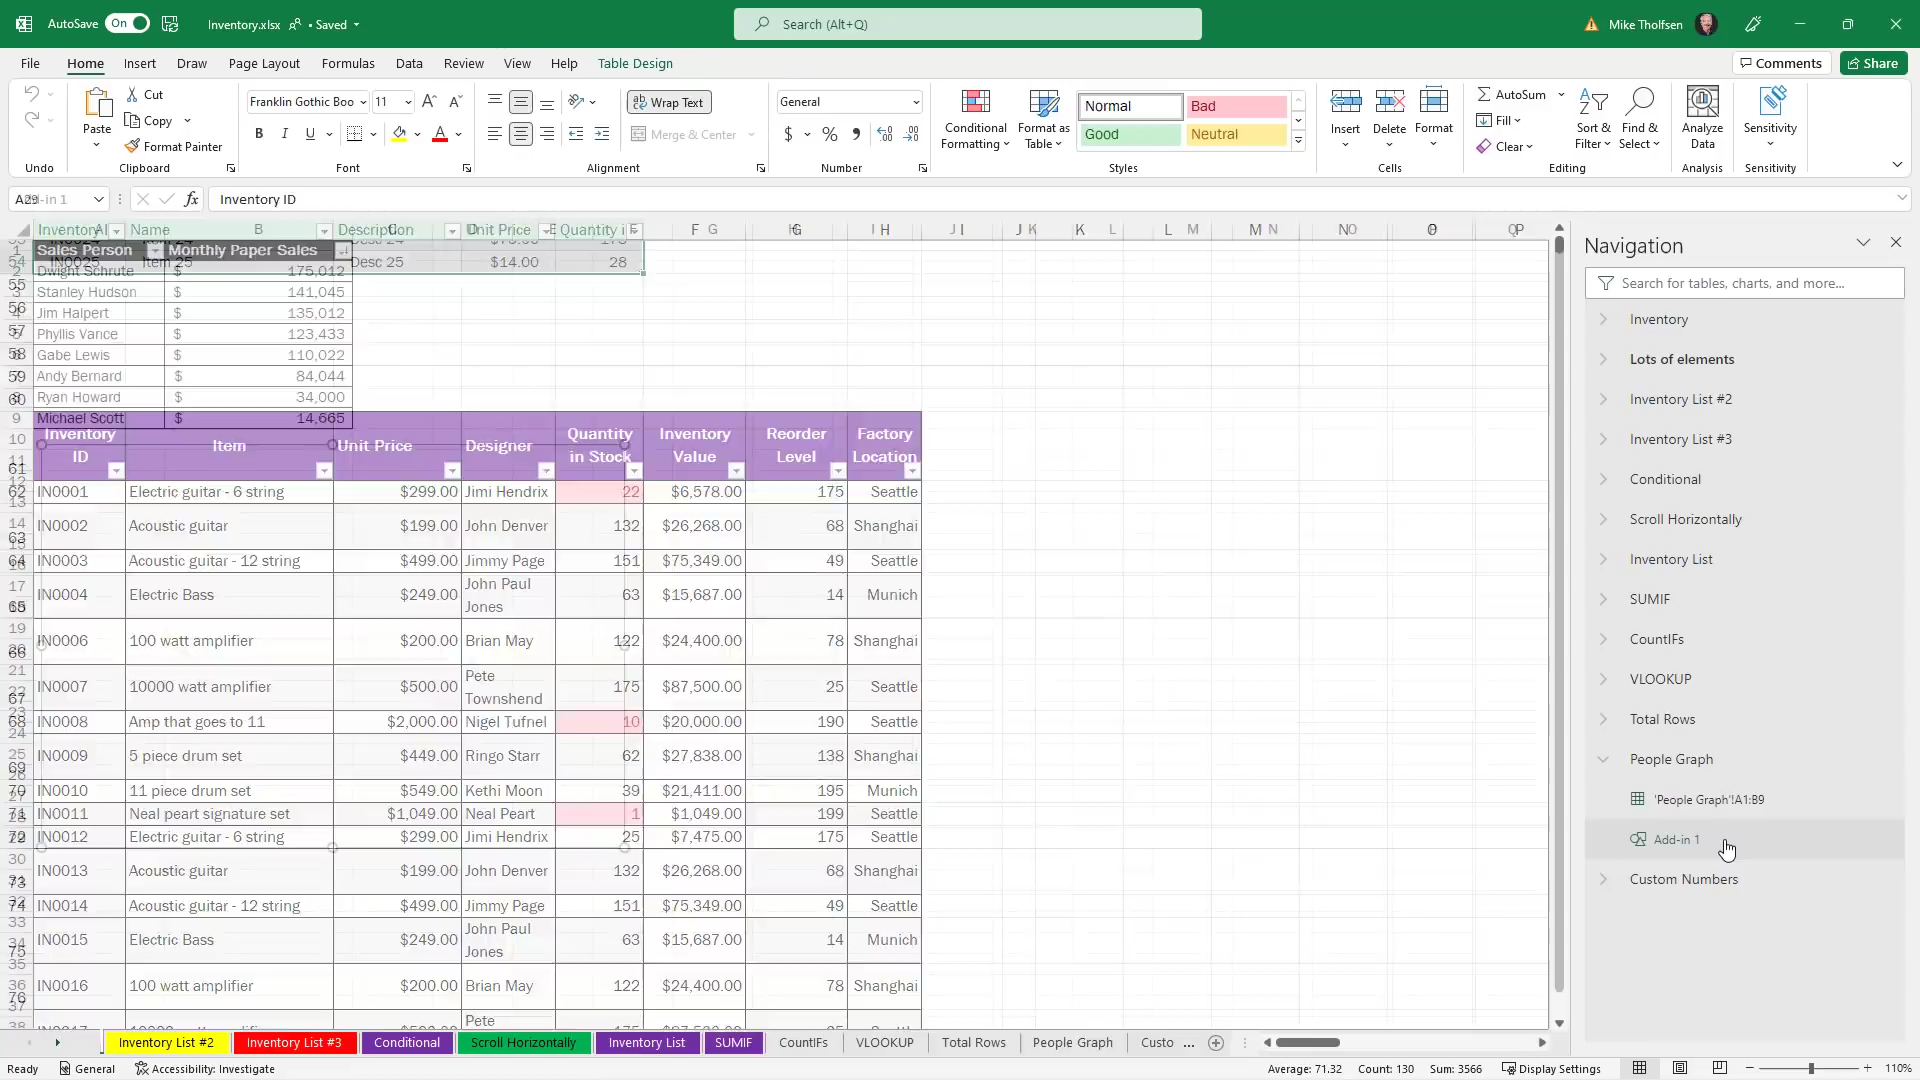 AutoSave On Inventory.xlsx • Saved Search (Alt+Q) Mike Tholfsen
File Home Insert Draw Page Layout Formulas Data Review View Help Table Design Comments Share
Cut Franklin Gothic Boo 11 Wrap Text General Normal Bad AutoSum
Paste Copy B I U Merge & Center $ % Conditional Formatting Format as Table Good Neutral Insert Delete Format Fill Sort & Filter Find & Select Analyze Data Sensitivity
Format Painter Clear
Undo Clipboard Font Alignment Number Styles Cells Editing Analysis Sensitivity
A29 Add-in 1 fx Inventory ID
Inventory Name Description Unit Price Quantity i
Item 24 Desc 24
IN0025 Item 25 Desc 25 $14.00 28
Sales Person Monthly Paper Sales
Dwight Schrute $ 175,012
Stanley Hudson $ 141,045
Jim Halpert $ 135,012
Phyllis Vance $ 123,433
Gabe Lewis $ 110,022
Andy Bernard $ 84,044
Ryan Howard $ 34,000
Michael Scott $ 14,665
Inventory ID Item Unit Price Designer Quantity in Stock Inventory Value Reorder Level Factory Location
IN0001 Electric guitar - 6 string $299.00 Jimi Hendrix 22 $6,578.00 175 Seattle
IN0002 Acoustic guitar $199.00 John Denver 132 $26,268.00 68 Shanghai
IN0003 Acoustic guitar - 12 string $499.00 Jimmy Page 151 $75,349.00 49 Seattle
IN0004 Electric Bass $249.00 John Paul Jones 63 $15,687.00 14 Munich
IN0006 100 watt amplifier $200.00 Brian May 122 $24,400.00 78 Shanghai
IN0007 10000 watt amplifier $500.00 Pete Townshend 175 $87,500.00 25 Seattle
IN0008 Amp that goes to 11 $2,000.00 Nigel Tufnel 10 $20,000.00 190 Seattle
IN0009 5 piece drum set $449.00 Ringo Starr 62 $27,838.00 138 Shanghai
IN0010 11 piece drum set $549.00 Kethi Moon 39 $21,411.00 195 Munich
IN0011 Neal peart signature set $1,049.00 Neal Peart 1 $1,049.00 199 Seattle
IN0012 Electric guitar - 6 string $299.00 Jimi Hendrix 25 $7,475.00 175 Seattle
IN0013 Acoustic guitar $199.00 John Denver 132 $26,268.00 68 Shanghai
IN0014 Acoustic guitar - 12 string $499.00 Jimmy Page 151 $75,349.00 49 Seattle
IN0015 Electric Bass $249.00 John Paul Jones 63 $15,687.00 14 Munich
IN0016 100 watt amplifier $200.00 Brian May 122 $24,400.00 78 Shanghai
Pete
Navigation
Search for tables, charts, and more...
Inventory
Lots of elements
Inventory List #2
Inventory List #3
Conditional
Scroll Horizontally
Inventory List
SUMIF
CountIFs
VLOOKUP
Total Rows
People Graph
'People Graph'!A1:B9
Add-in 1
Custom Numbers
Inventory List #2 Inventory List #3 Conditional Scroll Horizontally Inventory List SUMIF CountIFs VLOOKUP Total Rows People Graph Custo ...
Ready General Accessibility: Investigate Average: 71.32 Count: 130 Sum: 3566 Display Settings 110%